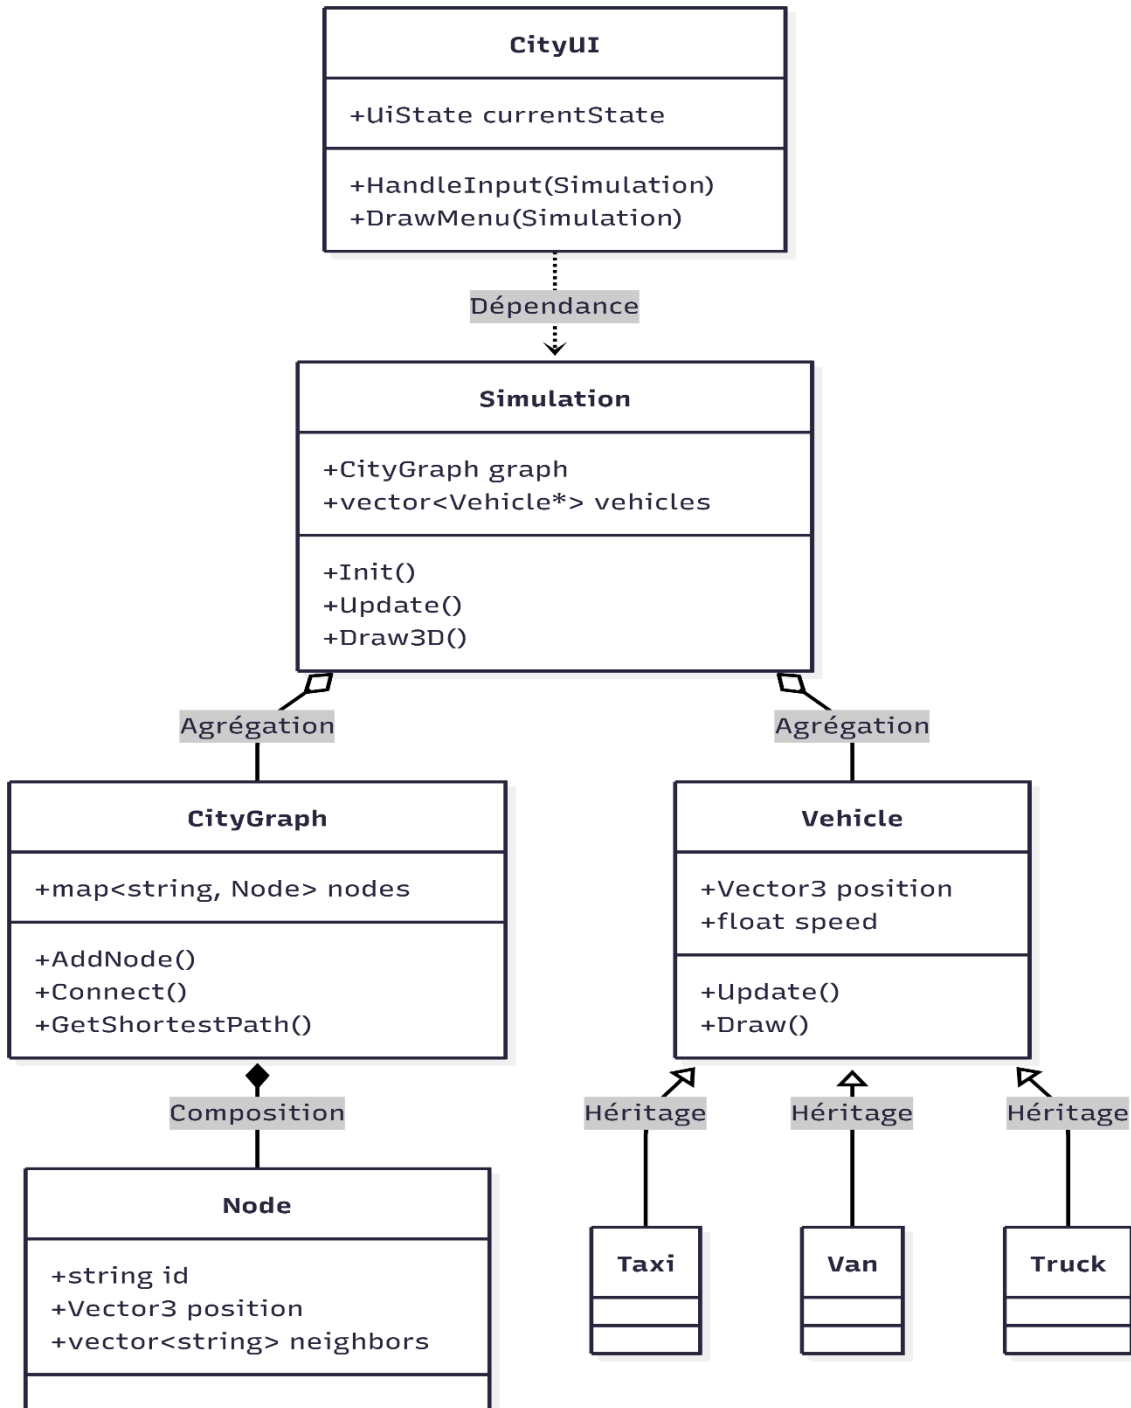 CityUI
+UiState currentState
+HandleInput(Simulation)
+DrawMenu(Simulation)
Dépendance
Simulation
+CityGraph graph
+vector<Vehicle*> vehicles
+Init()
+Update()
+Draw3D()
Agrégation
Agrégation
CityGraph
+map<string, Node> nodes
+AddNode()
+Connect()
+GetShortestPath()
Vehicle
+Vector3 position
+float speed
+Update()
+Draw()
Composition
Héritage
Héritage
Héritage
Node
+string id
+Vector3 position
+vector<string> neighbors
Taxi
Van
Truck